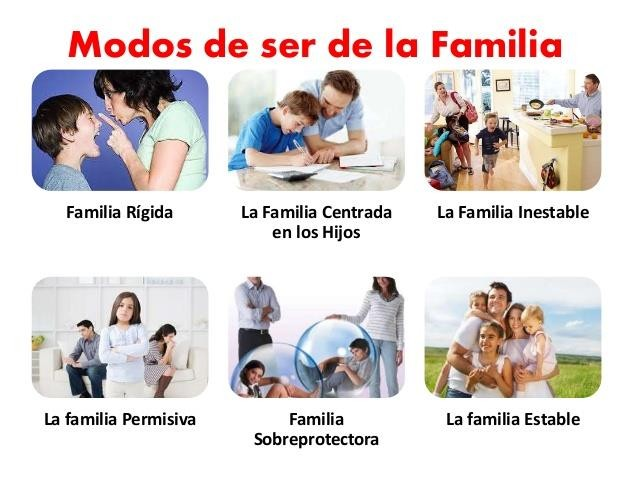 Modos de ser de la Familia
Familia Rígida
La Familia Centrada
en los Hijos
La Familia Inestable
La familia Permisiva
Familia
Sobreprotectora
La familia Estable